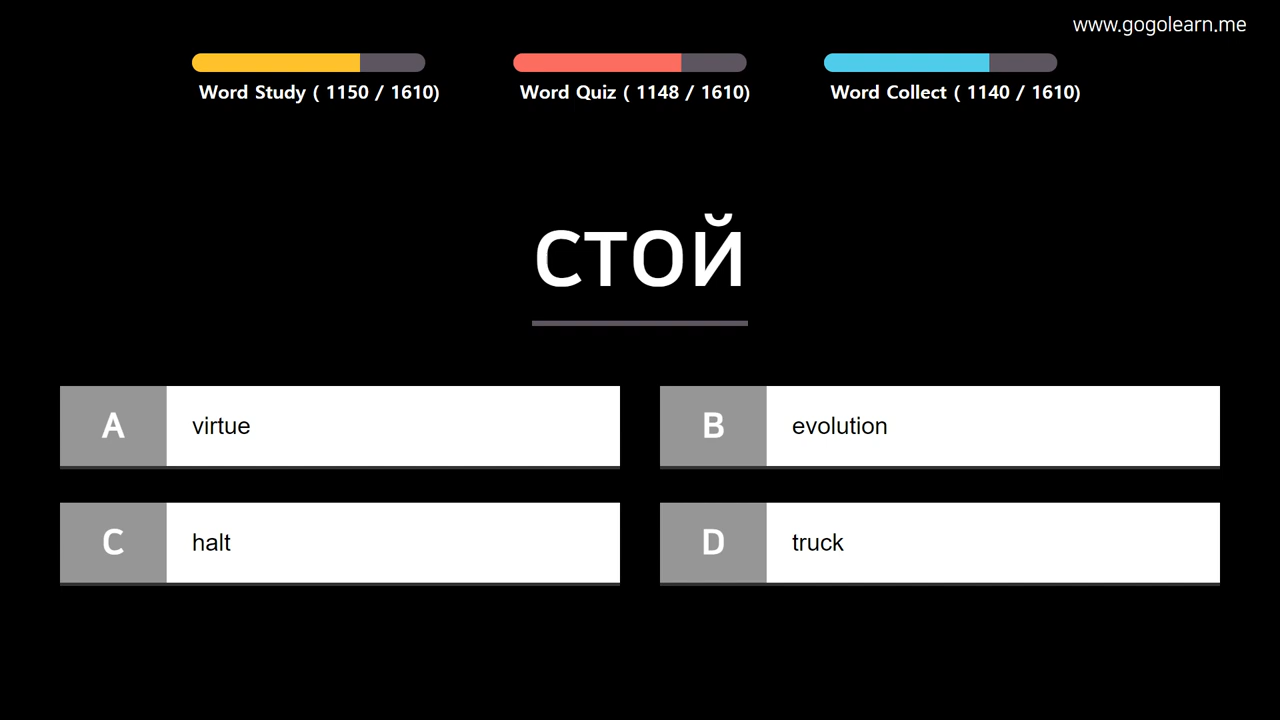 www.gogolearn.me
Word Study ( 1150 / 1610)
Word Quiz ( 1148 / 1610)
Word Collect ( 1140 / 1610)
стой
A virtue
B evolution
C halt
D truck